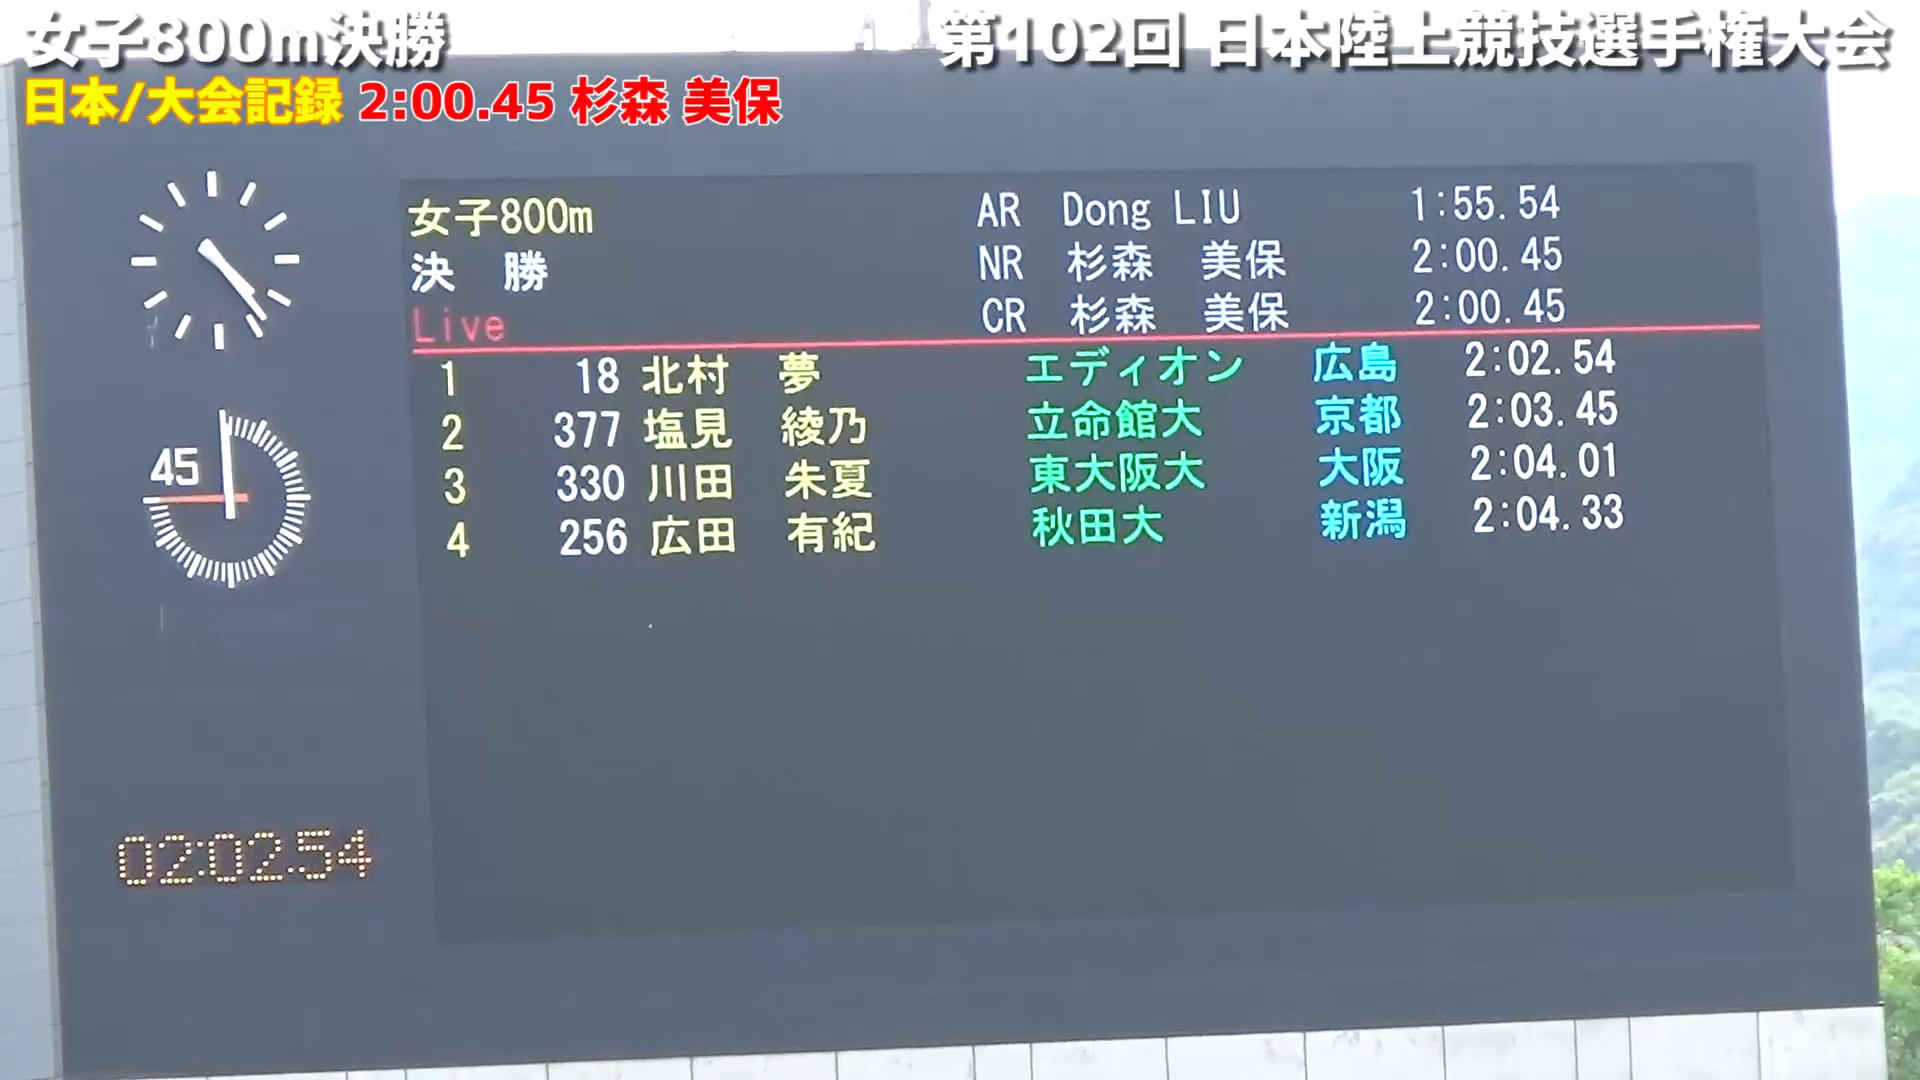 女子800m決勝
第102回 日本陸上競技選手権大会
日本/大会記録 2:00.45 杉森 美保
女子800m AR Dong LIU 1:55.54
決 勝 NR 杉森 美保 2:00.45
Live CR 杉森 美保 2:00.45
1 18 北村 夢 エディオン 広島 2:02.54
2 377 塩見 綾乃 立命館大 京都 2:03.45
3 330 川田 朱夏 東大阪大 大阪 2:04.01
4 256 広田 有紀 秋田大 新潟 2:04.33
45
02:02.54